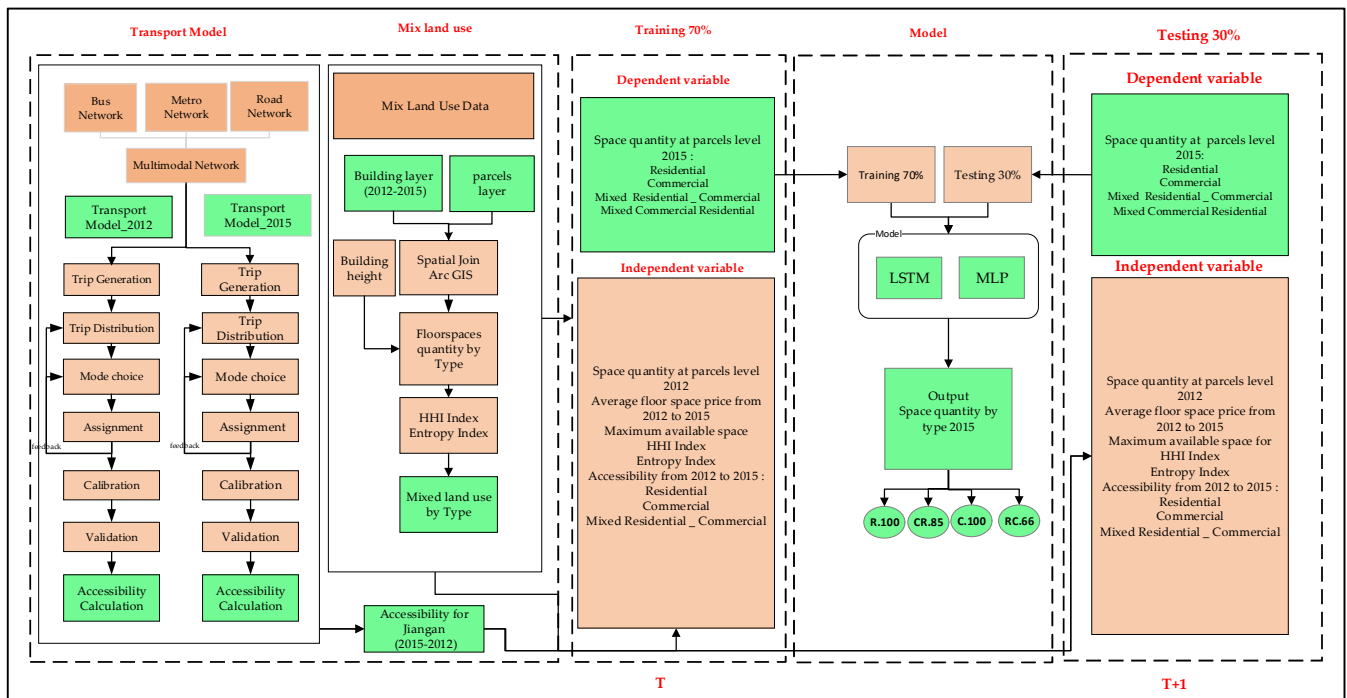 Transport Model
Mix land use
Training 70%
Model
Testing 30%
Bus
Network
Metro
Network
Road
Network
Multimodal Network
Transport
Model_2012
Transport
Model_2015
Trip Generation
Trip Distribution
Mode choice
Assignment
feedback
Calibration
Validation
Accessibility
Calculation
Trip
Generation
Trip
Distribution
Mode choice
Assignment
feedback
Calibration
Validation
Accessibility
Calculation
Mix Land Use Data
Building layer
(2012-2015)
parcels
layer
Building
height
Spatial Join
Arc GIS
Floorspaces
quantity by
Type
HHI Index
Entropy Index
Mixed land use
by Type
Accessibility for
Jiangan
(2015-2012)
Dependent variable
Space quantity at parcels level
2015 :
Residential
Commercial
Mixed Residential _ Commercial
Mixed Commercial Residential
Independent variable
Space quantity at parcels level
2012
Average floor space price from
2012 to 2015
Maximum available space
HHI Index
Entropy Index
Accessibility from 2012 to 2015 :
Residential
Commercial
Mixed Residential _ Commercial
Training 70%
Testing 30%
Model
LSTM
MLP
Output
Space quantity by
type 2015
R.100
CR.85
C.100
RC.66
Dependent variable
Space quantity at parcels level
2015:
Residential
Commercial
Mixed Residential _ Commercial
Mixed Commercial Residential
Independent variable
Space quantity at parcels level
2012
Average floor space price from
2012 to 2015
Maximum available space for
HHI Index
Entropy Index
Accessibility from 2012 to 2015 :
Residential
Commercial
Mixed Residential _ Commercial
T
T+1